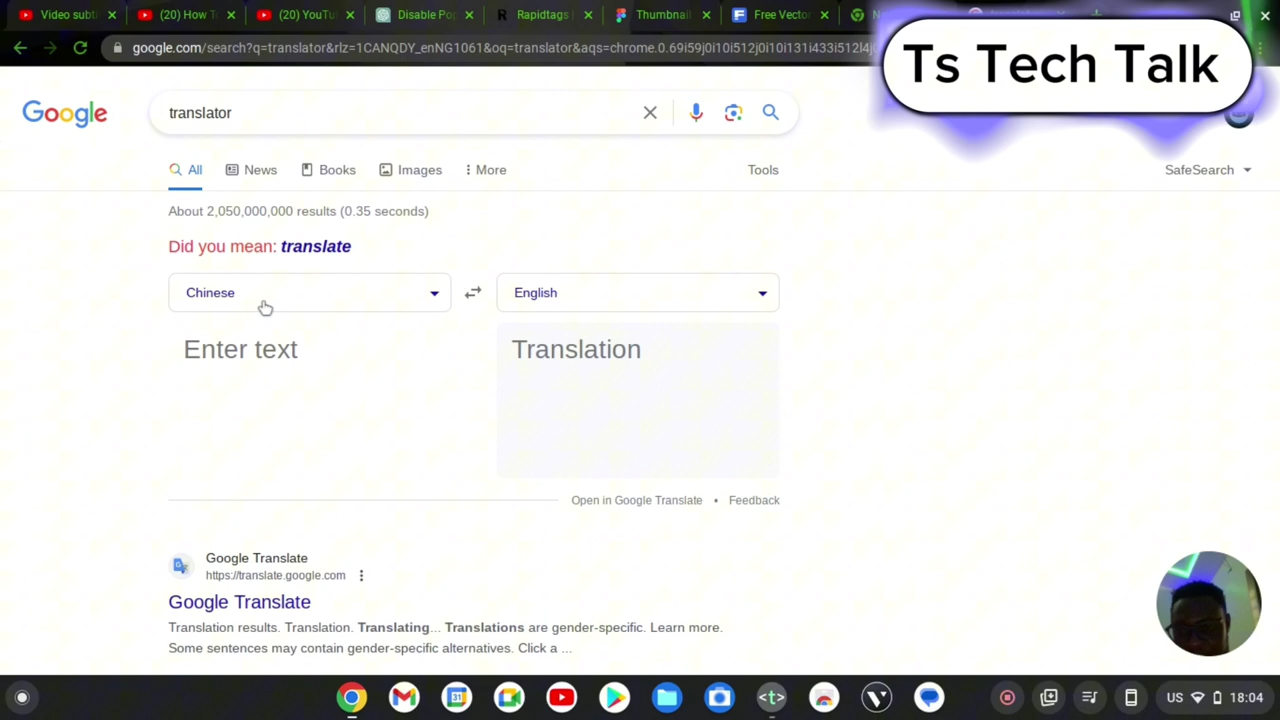 Video subti
(20) How T
(20) YouTu
Disable Pop
Rapidtags
Thumbnail
Free Vector
google.com/search?q=translator&rlz=1CANQDY_enNG1061&oq=translator&aqs=chrome.0.69i59j0i10i512j0i10i131i433i512l4j
Ts Tech Talk
Google
translator
All
News
Books
Images
More
Tools
SafeSearch
About 2,050,000,000 results (0.35 seconds)
Did you mean: translate
Chinese
English
Enter text
Translation
Open in Google Translate • Feedback
Google Translate
https://translate.google.com
Google Translate
Translation results. Translation. Translating... Translations are gender-specific. Learn more.
Some sentences may contain gender-specific alternatives. Click a ...
US 18:04